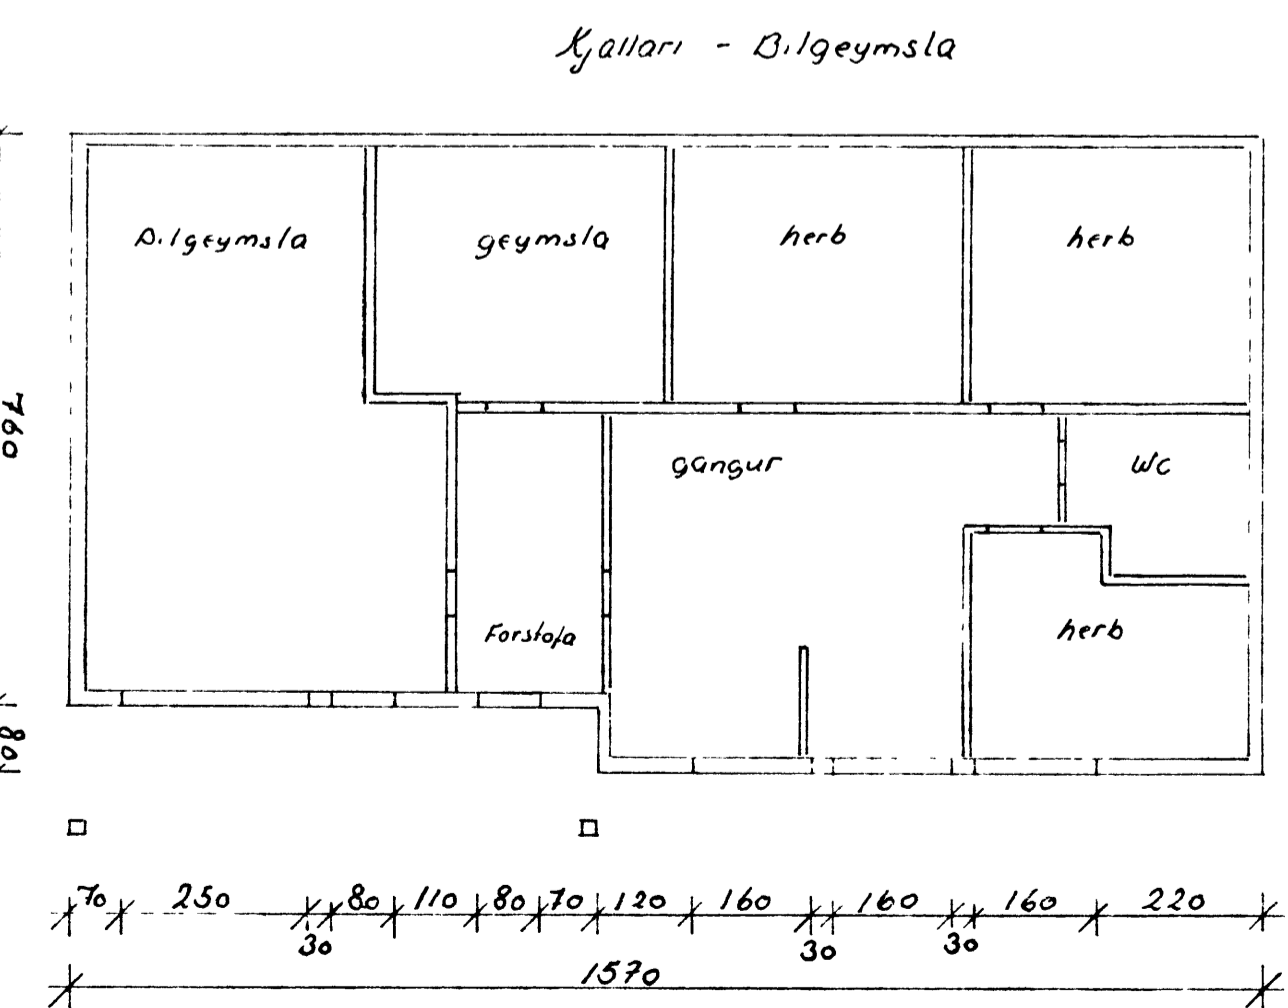 Kjallari - Bílgeymsla
Bílgeymsla
geymsla
herb
herb
760
gangur
WC
Forstofa
herb
80
70 250 80 110 80 70 120 160 160 160 220
30 30 30
1570